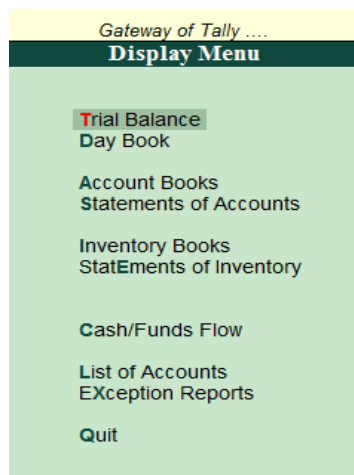 Gateway of Tally ....
Display Menu
Trial Balance
Day Book
Account Books
Statements of Accounts
Inventory Books
StatEments of Inventory
Cash/Funds Flow
List of Accounts
EXception Reports
Quit